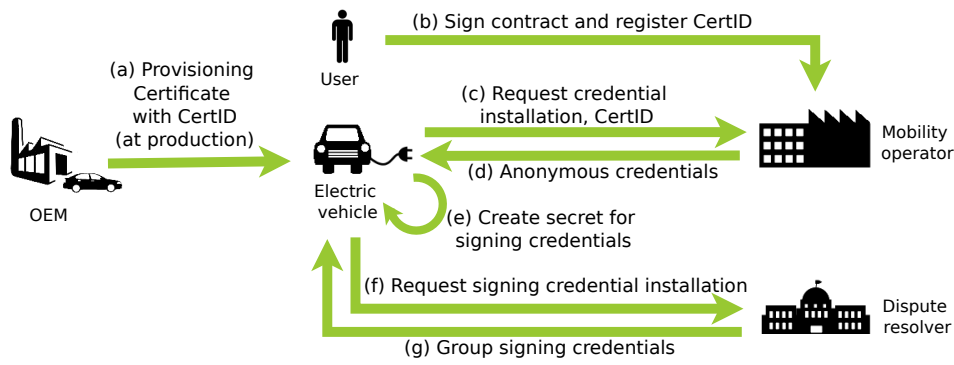 (b) Sign contract and register CertID
User
(a) Provisioning
Certificate
with CertID
(at production)
OEM
(c) Request credential
installation, CertID
Mobility
operator
(d) Anonymous credentials
Electric
vehicle
(e) Create secret for
signing credentials
(f) Request signing credential installation
Dispute
resolver
(g) Group signing credentials